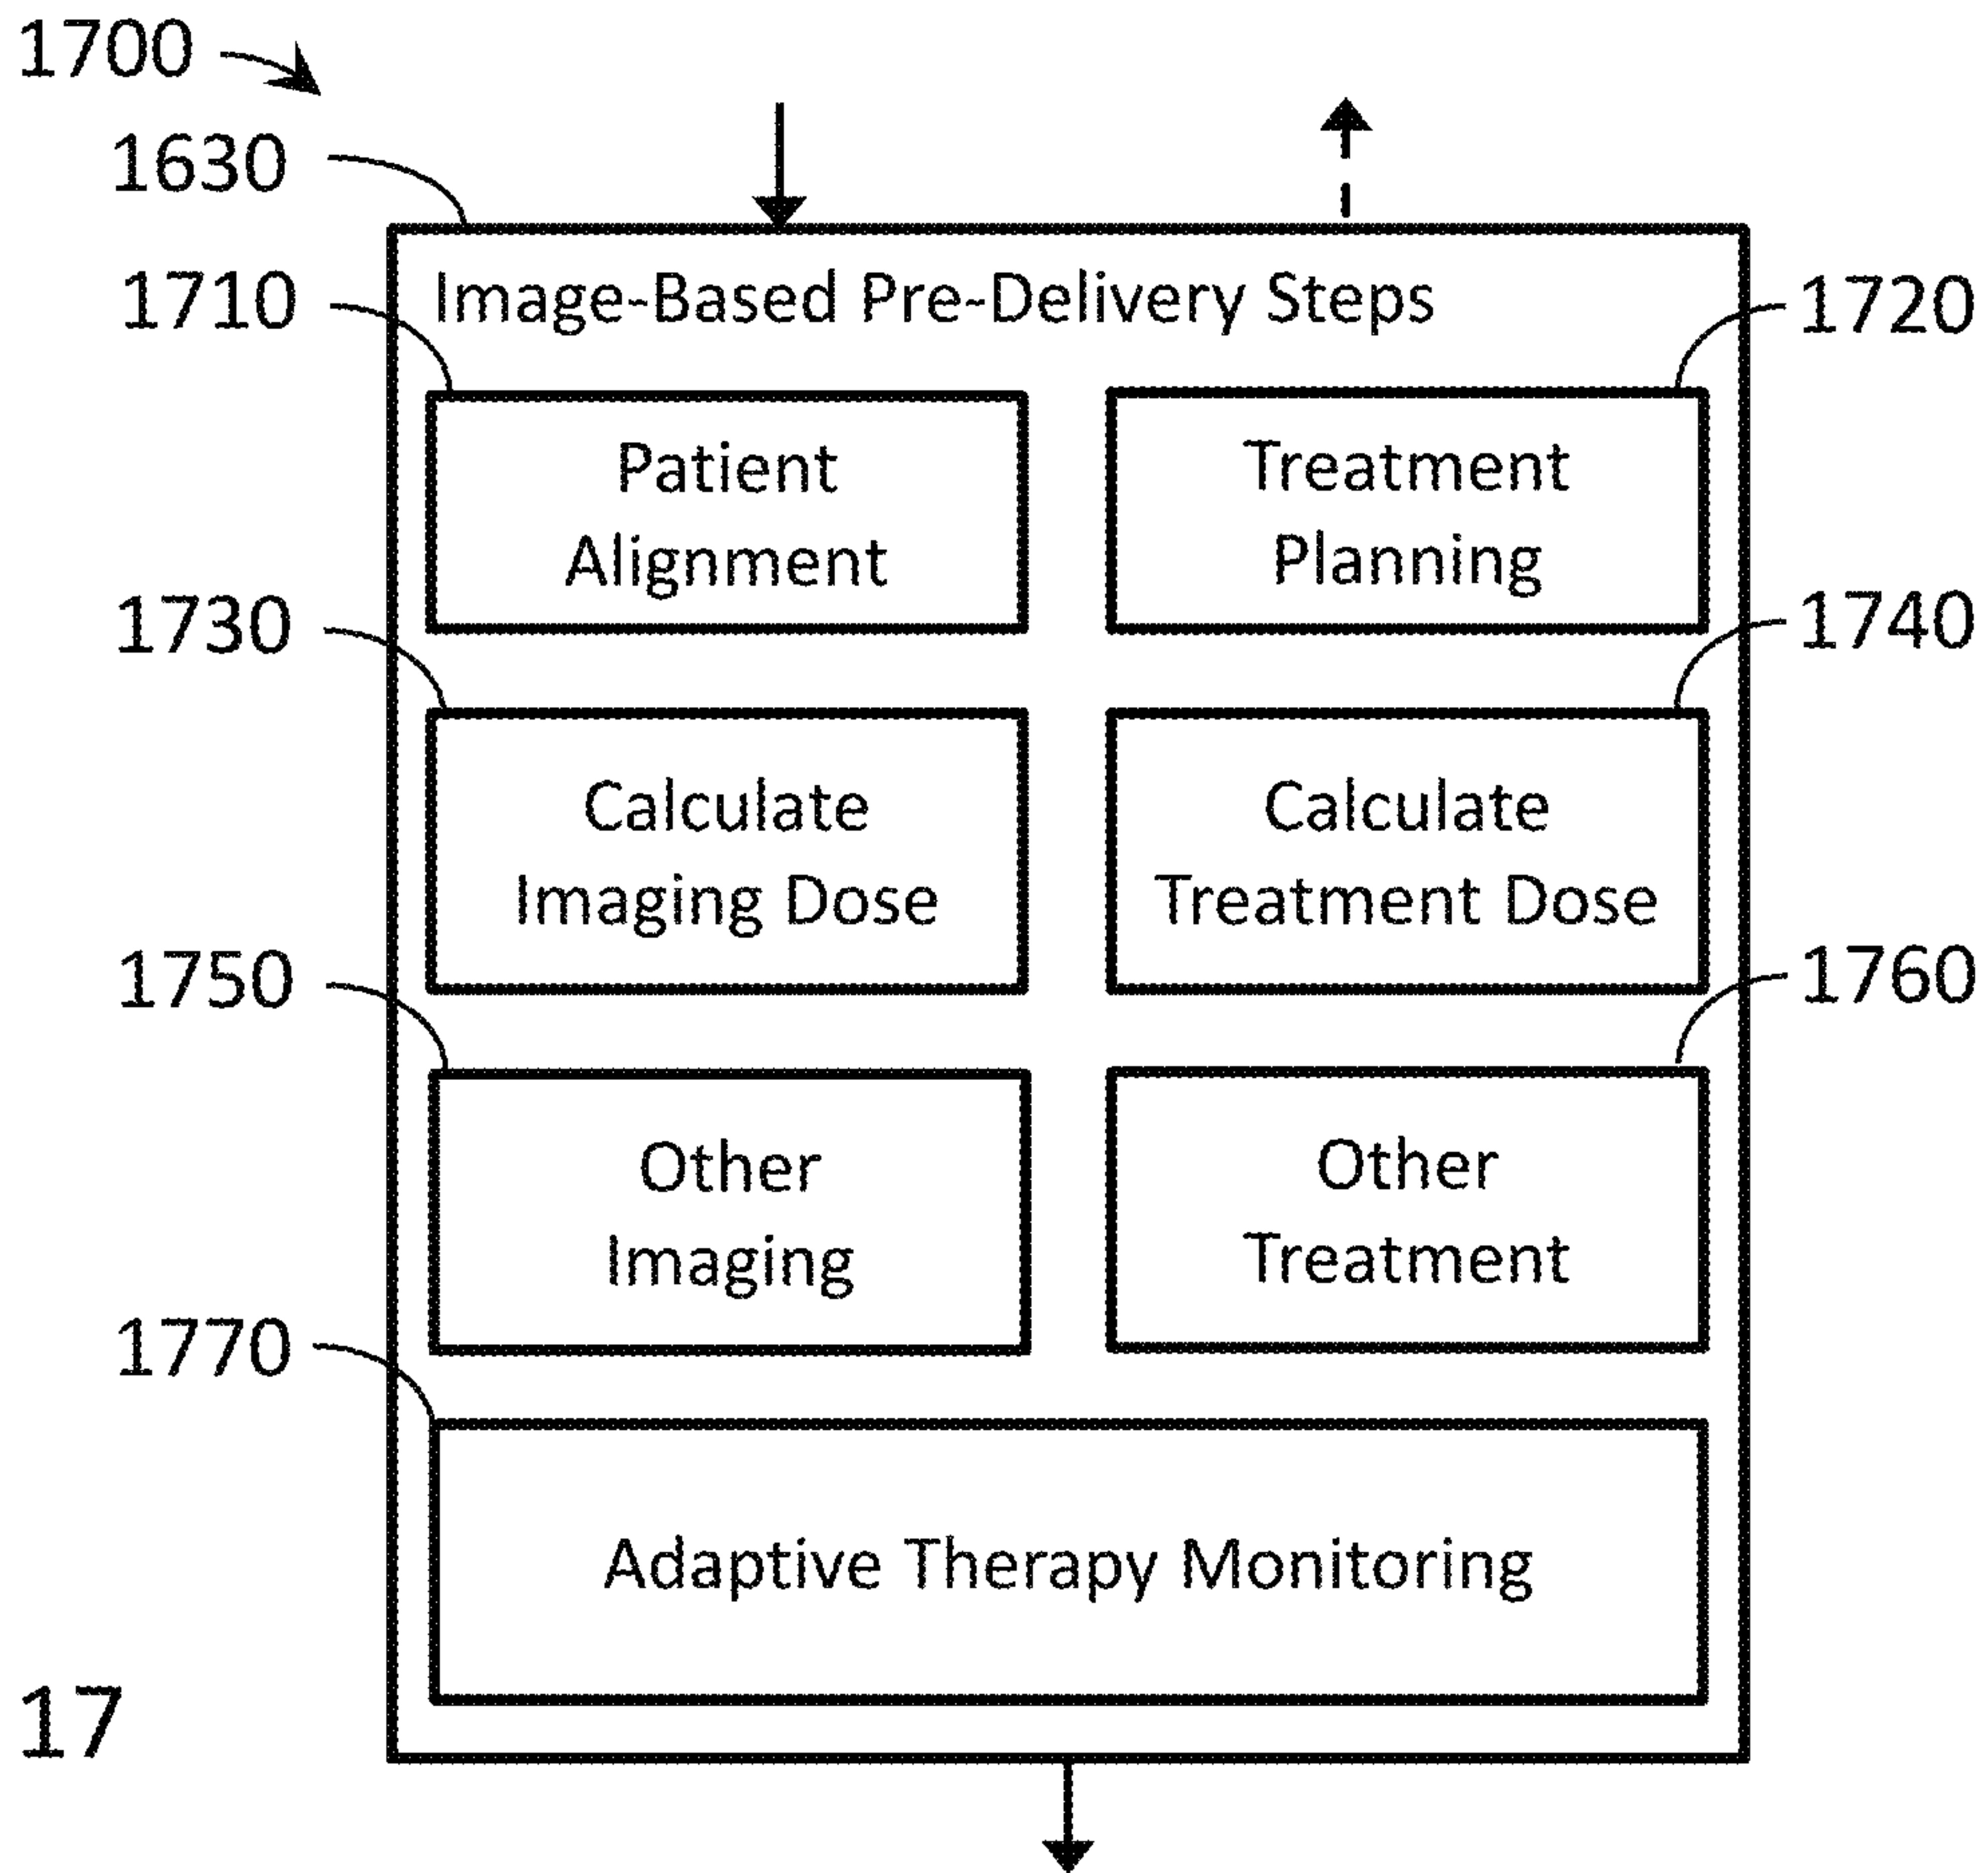 1700
1630
1710
Image-Based Pre-Delivery Steps
1720
Patient
Alignment
Treatment
Planning
1730
1740
Calculate
Imaging Dose
Calculate
Treatment Dose
1750
1760
Other
Imaging
Other
Treatment
1770
Adaptive Therapy Monitoring
17